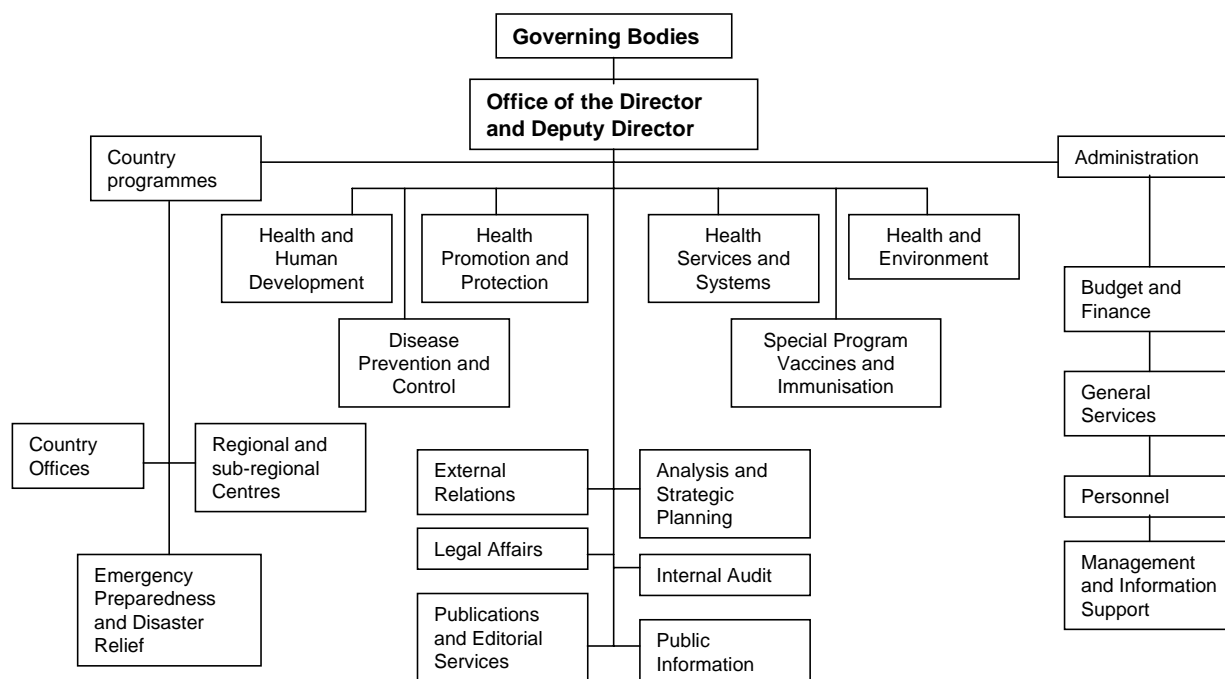 Governing Bodies
Office of the Director
and Deputy Director
Country
programmes
Administration
Health and
Human
Development
Health
Promotion and
Protection
Health
Services and
Systems
Health and
Environment
Disease
Prevention and
Control
Special Program
Vaccines and
Immunisation
Budget and
Finance
General
Services
Personnel
Management
and Information
Support
Country
Offices
Regional and
sub-regional
Centres
Emergency
Preparedness
and Disaster
Relief
External
Relations
Analysis and
Strategic
Planning
Legal Affairs
Internal Audit
Publications
and Editorial
Services
Public
Information